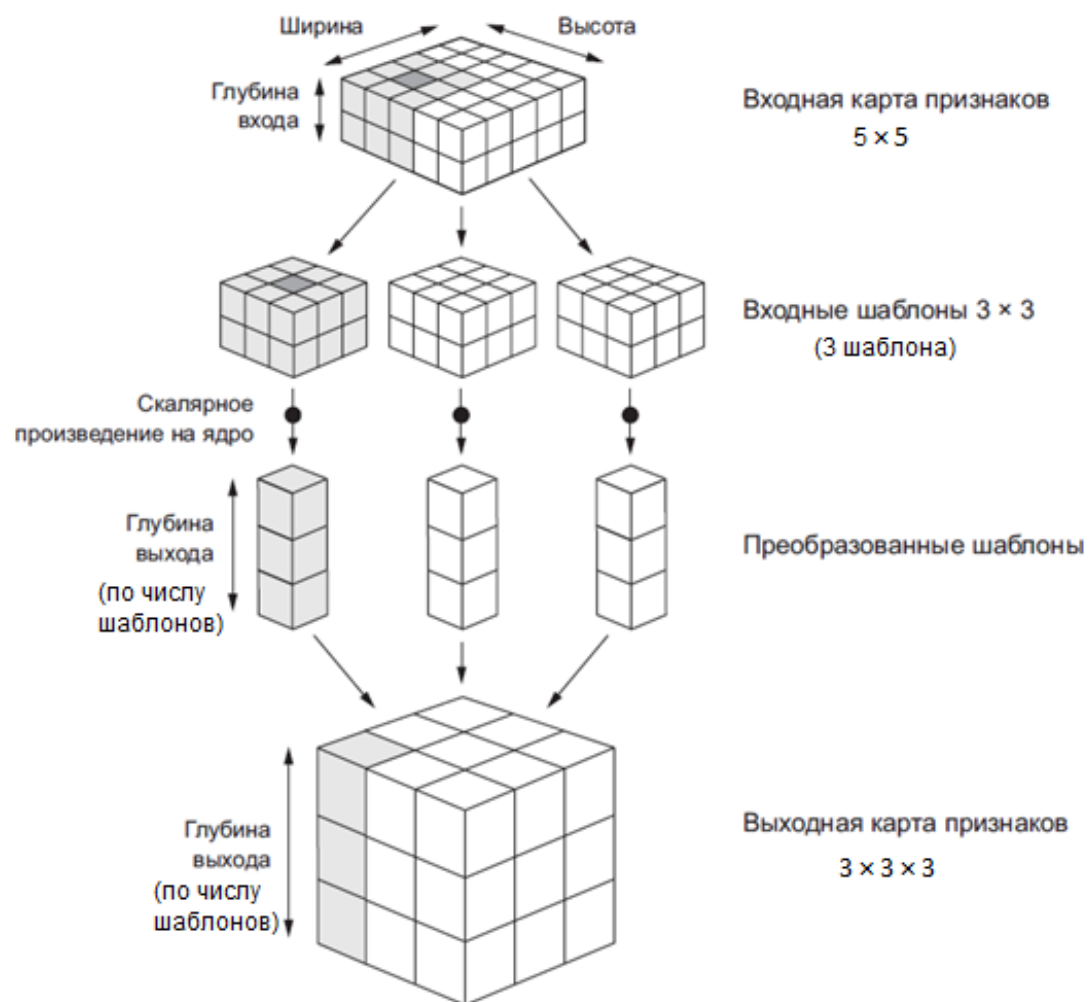 Ширина
Высота
Глубина
входа
Входная карта признаков
5 × 5
Входные шаблоны 3 × 3
(3 шаблона)
Скалярное
произведение на ядро
Глубина
выхода
(по числу
шаблонов)
Преобразованные шаблоны
Глубина
выхода
(по числу
шаблонов)
Выходная карта признаков
3 × 3 × 3